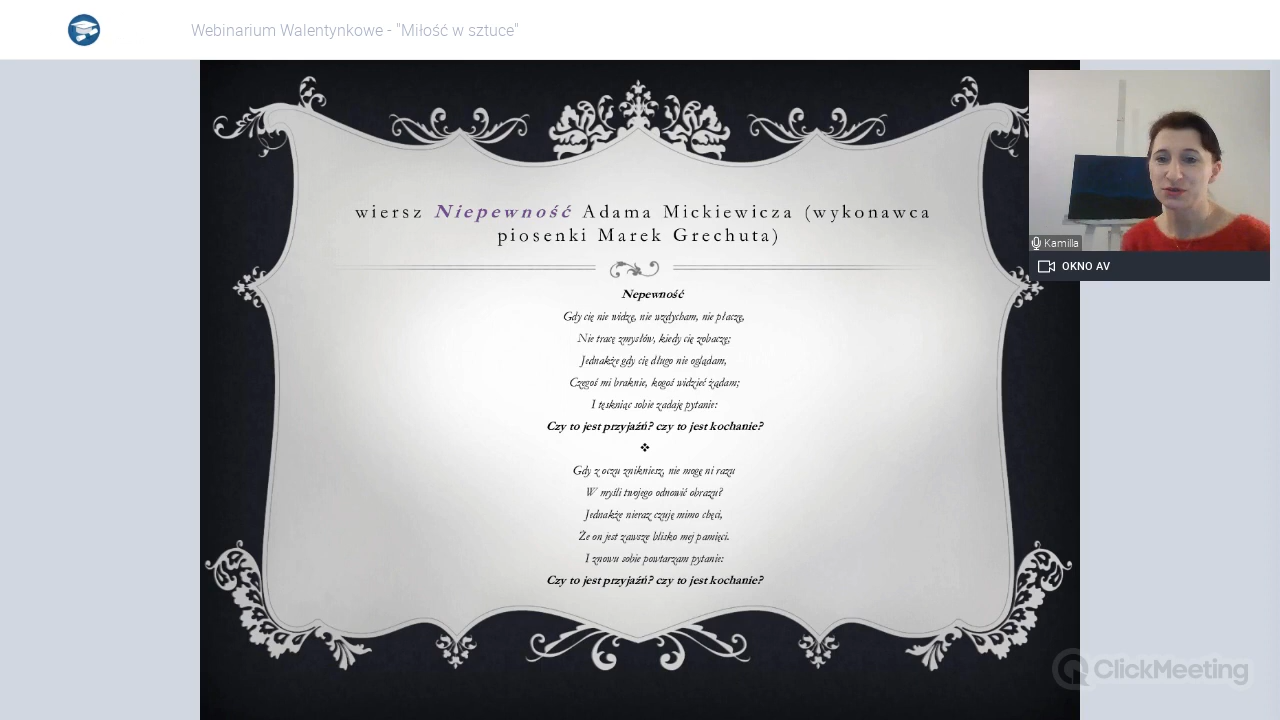 Webinarium Walentynkowe - "Miłość w sztuce"
wiersz Niepewność Adama Mickiewicza (wykonawca
piosenki Marek Grechuta)
Nepewność
Gdy cię nie widzę, nie wzdycham, nie płaczę,
Nie tracę zmysłów, kiedy cię zobaczę;
Jednakże gdy cię długo nie oglądam,
Czegoś mi braknie, kogoś widzieć żądam;
I tęskniąc sobie zadaję pytanie:
Czy to jest przyjaźń? czy to jest kochanie?
Gdy z oczu znikniesz, nie mogę ni razu
W myśli twojego odnowić obrazu?
Jednakże nieraz czuję mimo chęci,
Że on jest zawsze blisko mej pamięci.
I znowu sobie powtarzam pytanie:
Czy to jest przyjaźń? czy to jest kochanie?
Kamilla
OKNO AV
ClickMeeting